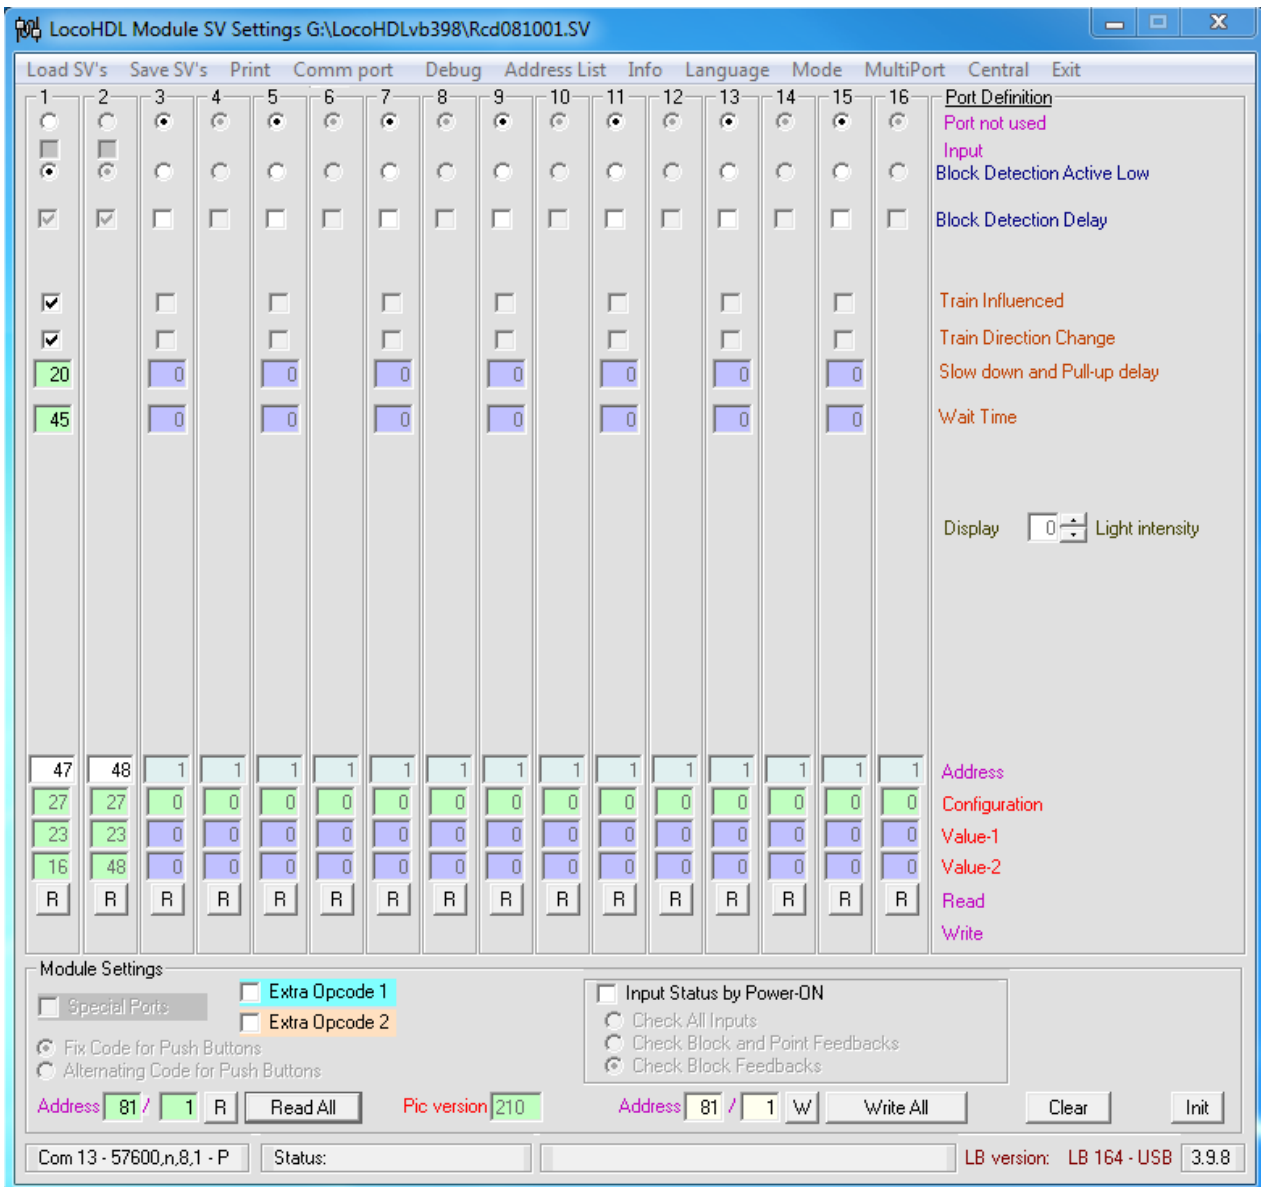 LocoHDL Module SV Settings G:\LocoHDLvb398\Rcd081001.SV
Load SV's Save SV's Print Comm port Debug Address List Info Language Mode MultiPort Central Exit
1 2 3 4 5 6 7 8 9 10 11 12 13 14 15 16 Port Definition
Port not used
Input
Block Detection Active Low
Block Detection Delay
Train Influenced
Train Direction Change
20 0 0 0 0 0 0 0 Slow down and Pull-up delay
45 0 0 0 0 0 0 0 Wait Time
Display 0 Light intensity
47 48 1 1 1 1 1 1 1 1 1 1 1 1 1 1 Address
27 27 0 0 0 0 0 0 0 0 0 0 0 0 0 0 Configuration
23 23 0 0 0 0 0 0 0 0 0 0 0 0 0 0 Value-1
16 48 0 0 0 0 0 0 0 0 0 0 0 0 0 0 Value-2
R R R R R R R R R R R R R R R R Read
Write
Module Settings
Special Ports Extra Opcode 1 Input Status by Power-ON
Extra Opcode 2 Check All Inputs
Fix Code for Push Buttons Check Block and Point Feedbacks
Alternating Code for Push Buttons Check Block Feedbacks
Address 81 / 1 R Read All Pic version 210 Address 81 / 1 W Write All Clear Init
Com 13 - 57600,n,8,1 - P Status: LB version: LB 164 - USB 3.9.8